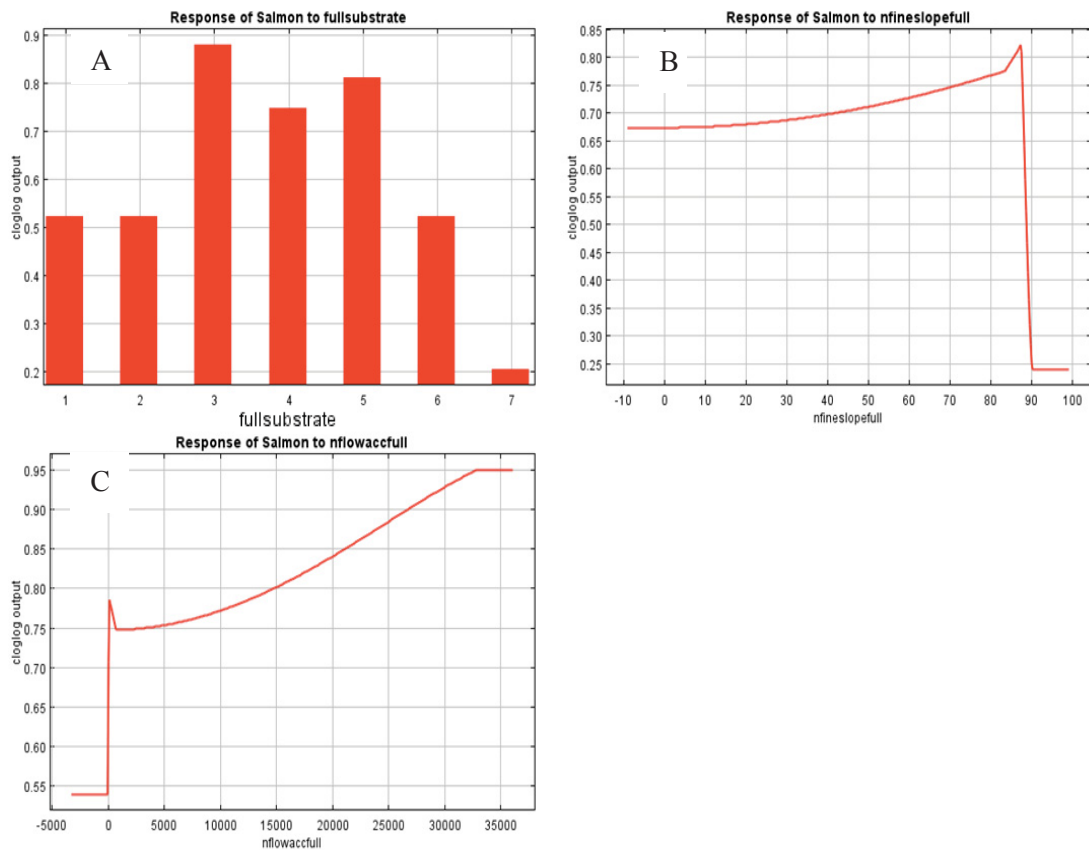 Response of Salmon to fullsubstrate
A
cloglog output
0.9
0.8
0.7
0.6
0.5
0.4
0.3
0.2
1 2 3 4 5 6 7
fullsubstrate
Response of Salmon to nfineslopefull
B
cloglog output
0.85
0.80
0.75
0.70
0.65
0.60
0.55
0.50
0.45
0.40
0.35
0.30
0.25
-10 0 10 20 30 40 50 60 70 80 90 100
nfineslopefull
Response of Salmon to nflowaccfull
C
cloglog output
0.95
0.90
0.85
0.80
0.75
0.70
0.65
0.60
0.55
-5000 0 5000 10000 15000 20000 25000 30000 35000
nflowaccfull